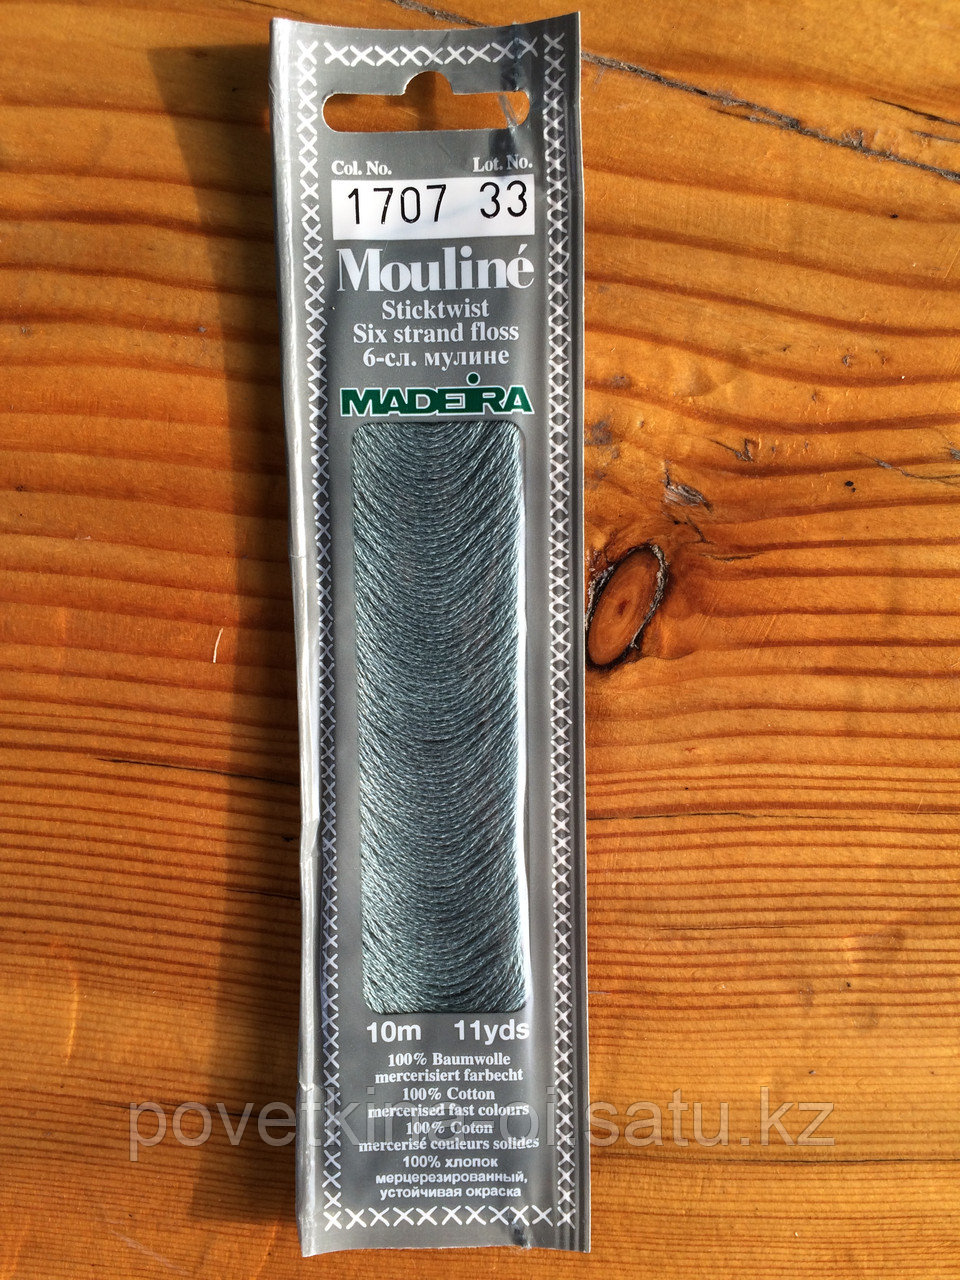 Col. No. Lot. No.
1707 33
Mouliné
Sticktwist
Six strand floss
6-сл. мулине
MADEIRA
10m 11yds
100% Baumwolle
mercerisiert farbecht
100% Cotton
mercerised fast colours
100% Coton
mercerisé couleurs solides
100% хлопок
мерцерезированный,
устойчивая окраска
povetkina-oi.satu.kz